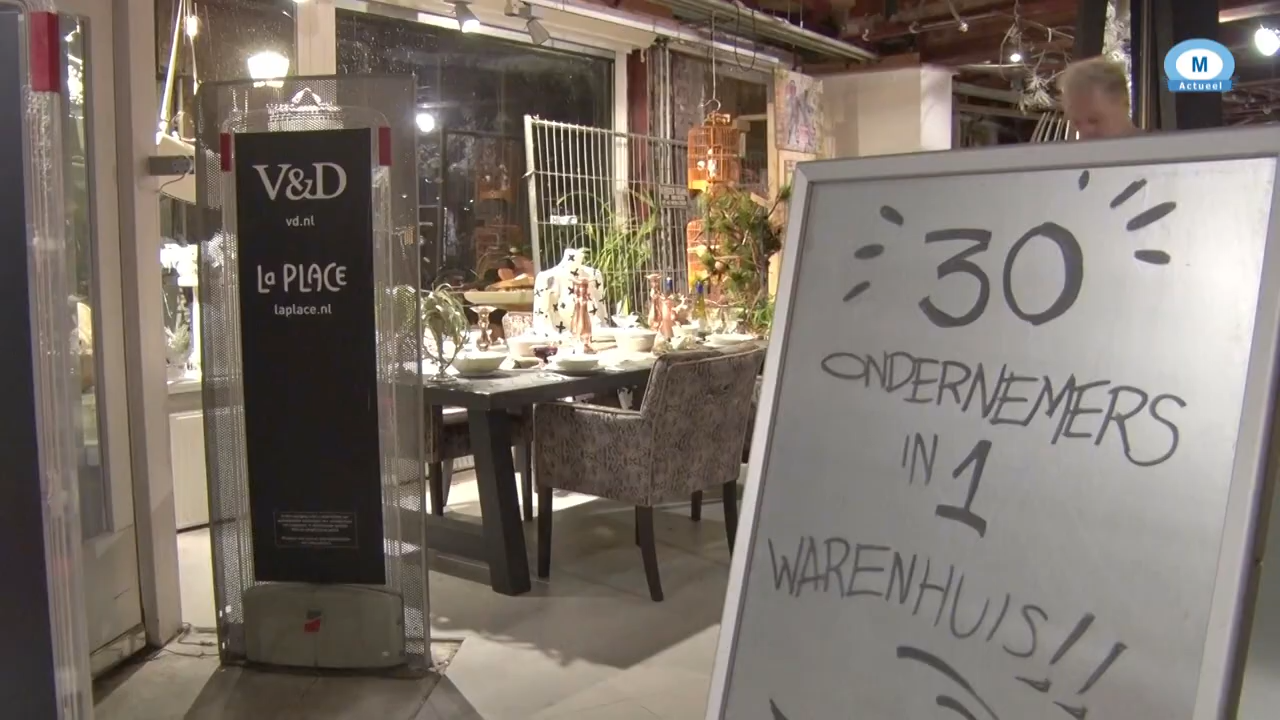 M
Actueel
V&D
vd.nl
La PLACE
laplace.nl
30
ONDERNEMERS
IN 1
WARENHUIS!!